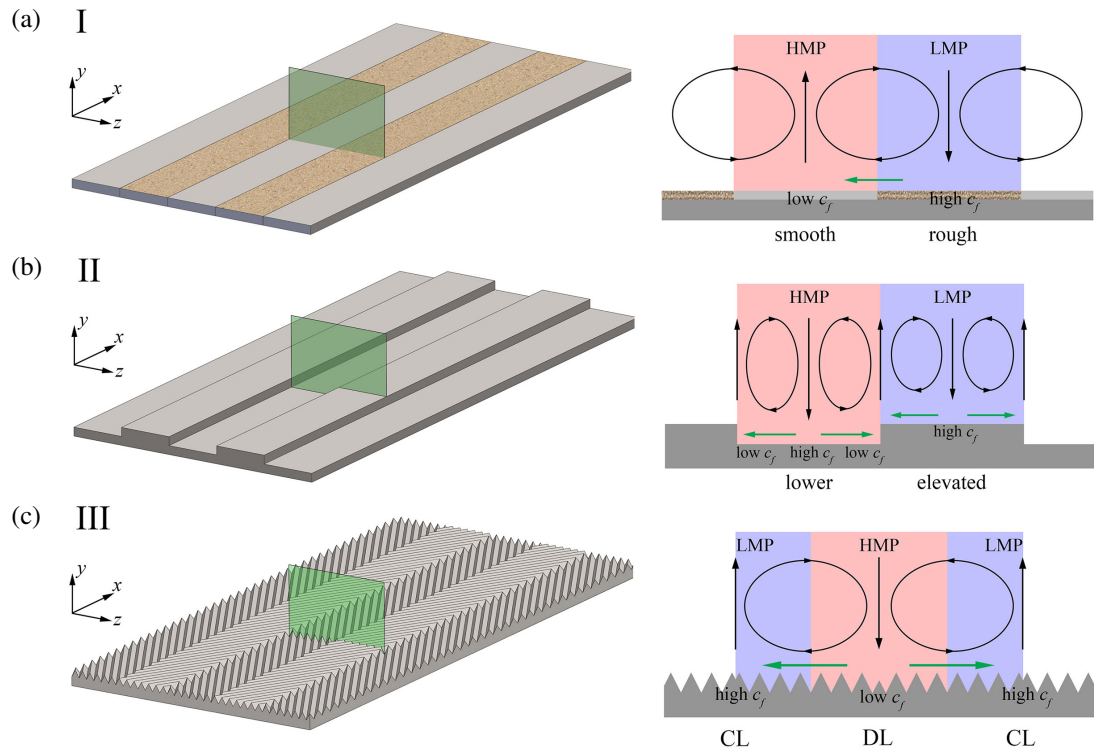 (a) I
y
x
z
HMP LMP
low c_f high c_f
smooth rough
(b) II
y
x
z
HMP LMP
high c_f
low c_f high c_f low c_f
lower elevated
(c) III
y
x
z
LMP HMP LMP
high c_f low c_f high c_f
CL DL CL